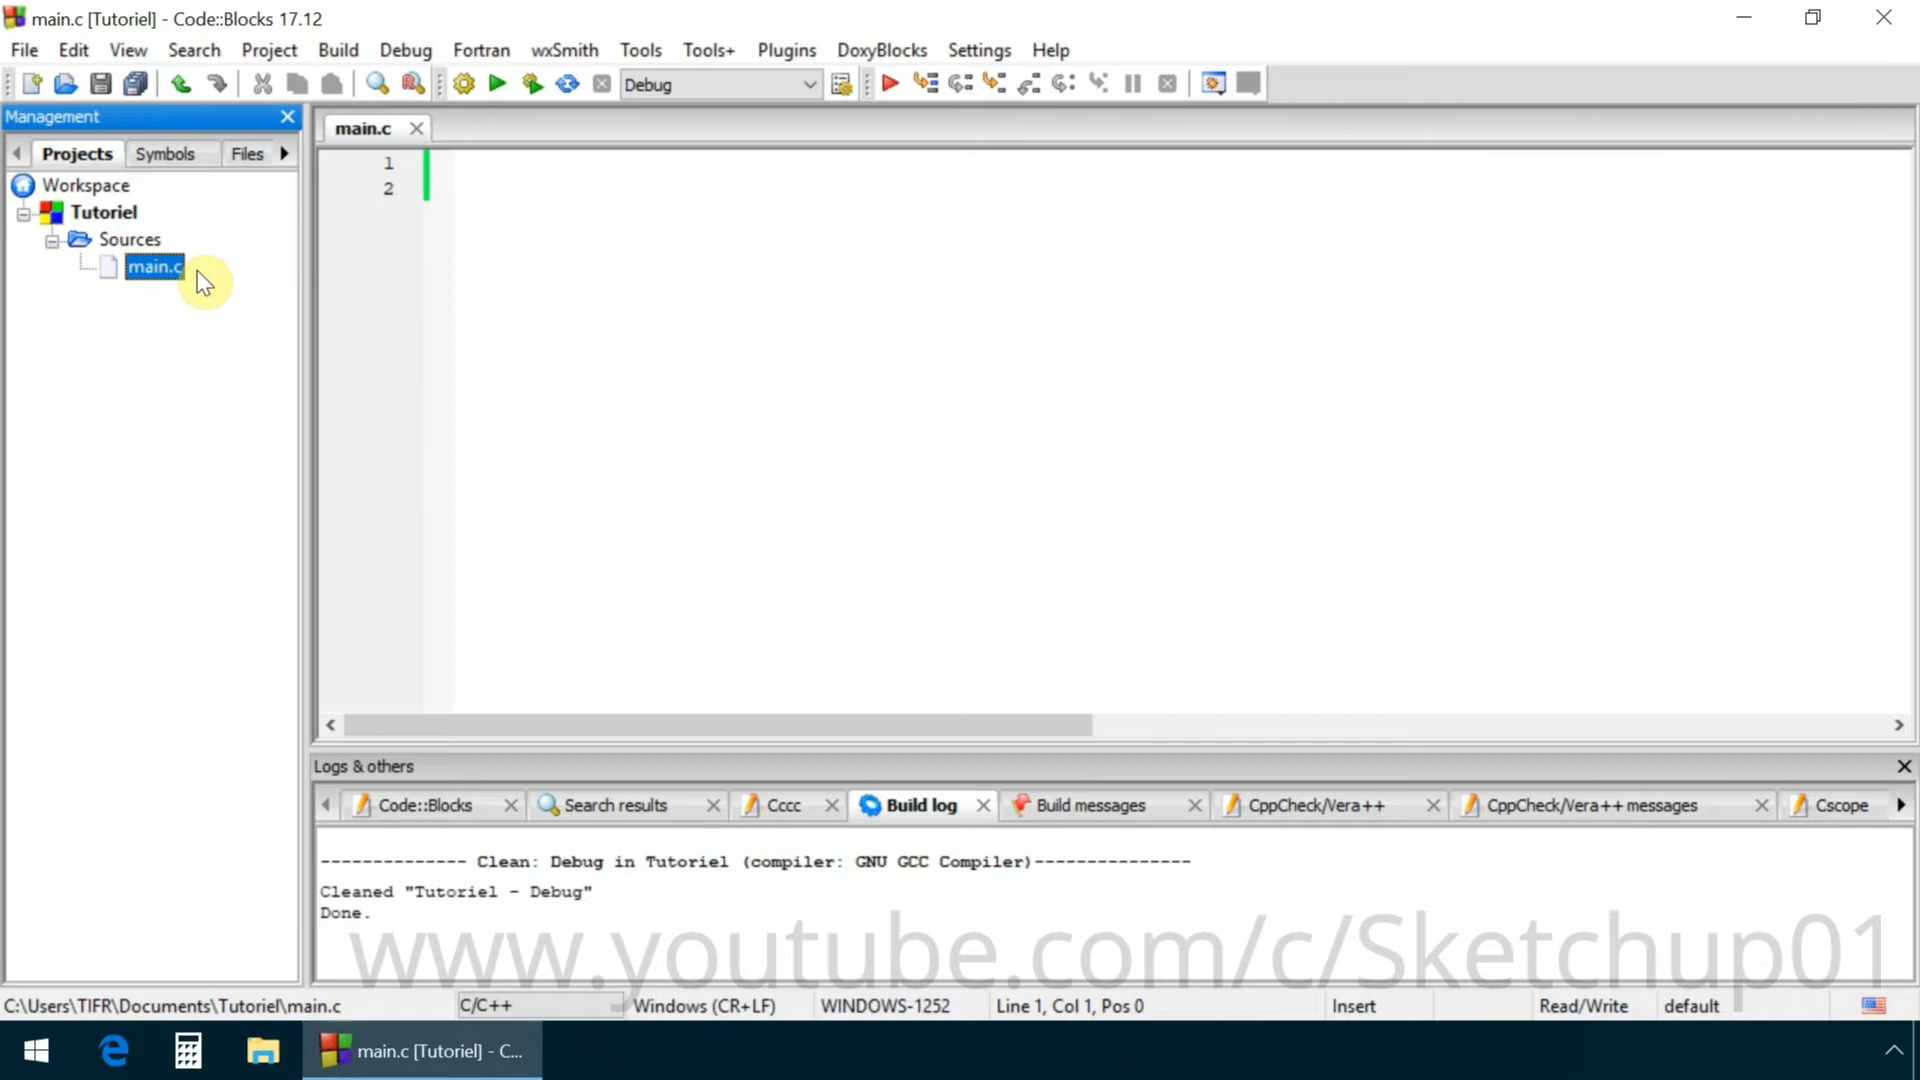 main.c [Tutoriel] - Code::Blocks 17.12
File Edit View Search Project Build Debug Fortran wxSmith Tools Tools+ Plugins DoxyBlocks Settings Help
Debug
Management
main.c
Projects Symbols Files
1
2
Workspace
Tutoriel
Sources
main.c
Logs & others
Code::Blocks Search results Cccc Build log Build messages CppCheck/Vera++ CppCheck/Vera++ messages Cscope
-------------- Clean: Debug in Tutoriel (compiler: GNU GCC Compiler)---------------
Cleaned "Tutoriel - Debug"
Done.
www.youtube.com/c/Sketchup01
C:\Users\TIFR\Documents\Tutoriel\main.c C/C++ Windows (CR+LF) WINDOWS-1252 Line 1, Col 1, Pos 0 Insert Read/Write default
main.c [Tutoriel] - C...